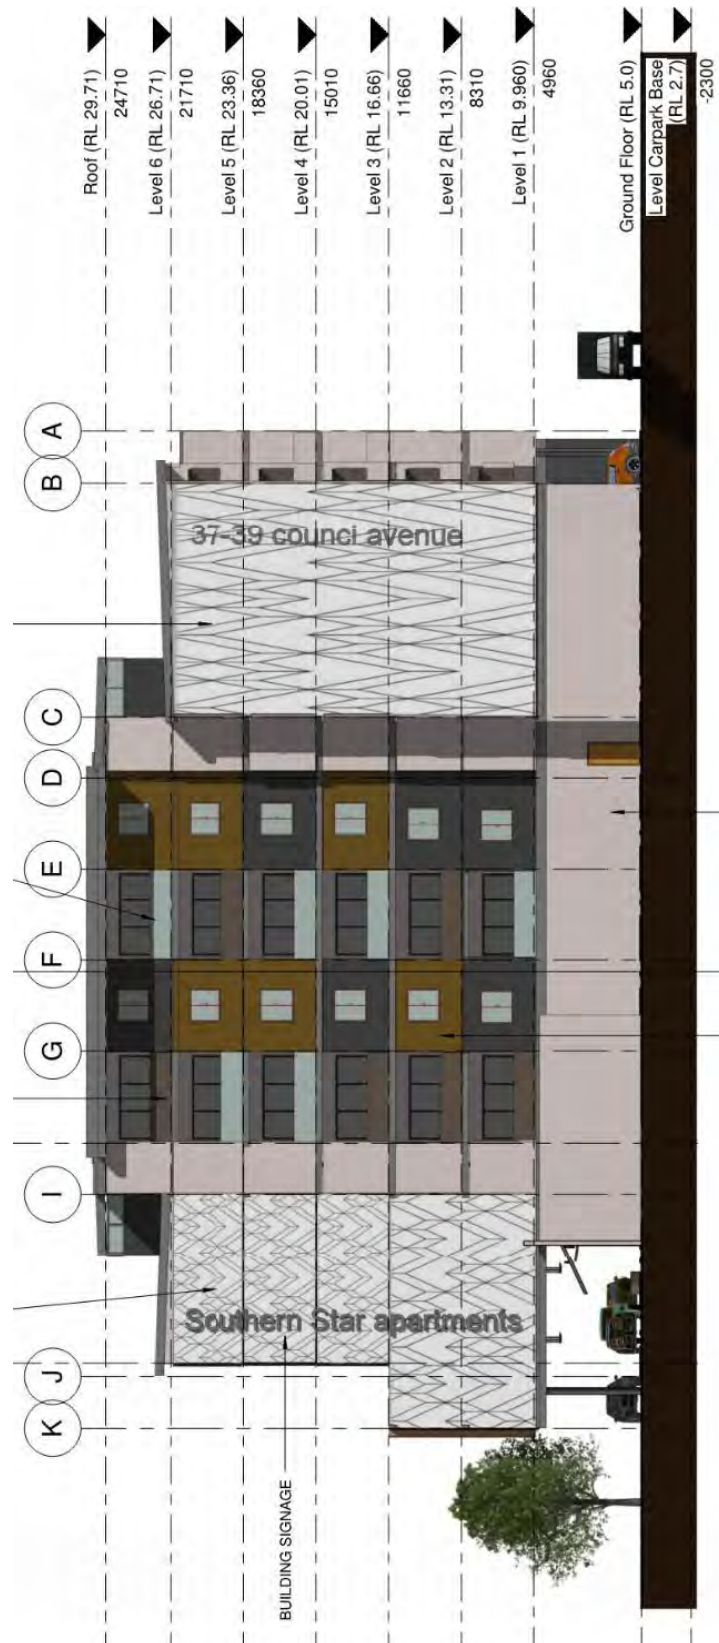 Roof (RL 29.71)
24710
Level 6 (RL 26.71)
21710
Level 5 (RL 23.36)
18360
Level 4 (RL 20.01)
15010
Level 3 (RL 16.66)
11660
Level 2 (RL 13.31)
8310
Level 1 (RL 9.960)
4960
Ground Floor (RL 5.0)
Level Carpark Base
(RL 2.7)
-2300
A
B
37-39 counci avenue
C
D
E
F
G
I
Southern Star apartments
J
K
BUILDING SIGNAGE